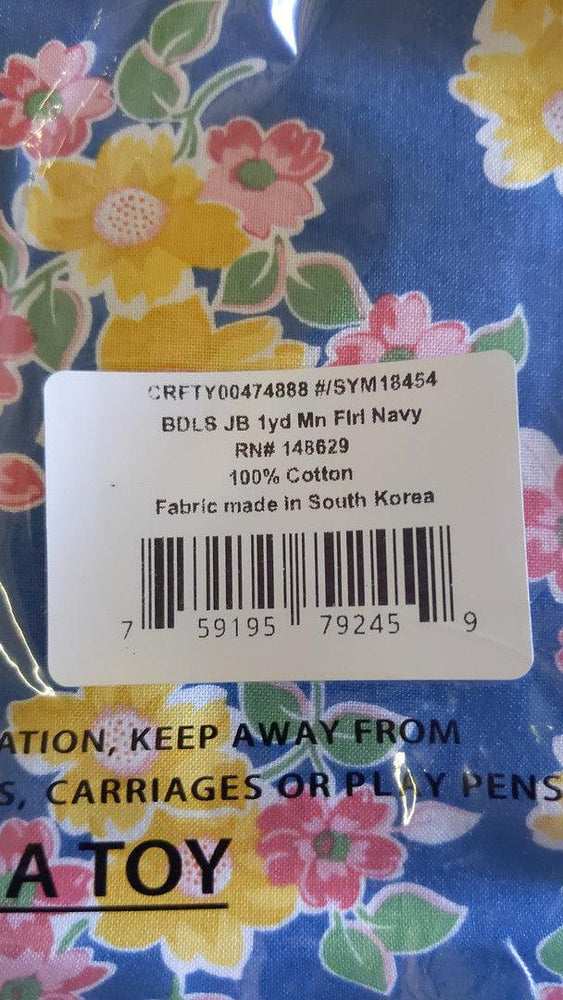 CRFTY00474888 #/SYM18454
BDLS JB 1yd Mn Flrl Navy
RN# 148629
100% Cotton
Fabric made in South Korea
7 59195 79245 9
ATION, KEEP AWAY FROM
S, CARRIAGES OR PLAY PENS
A TOY